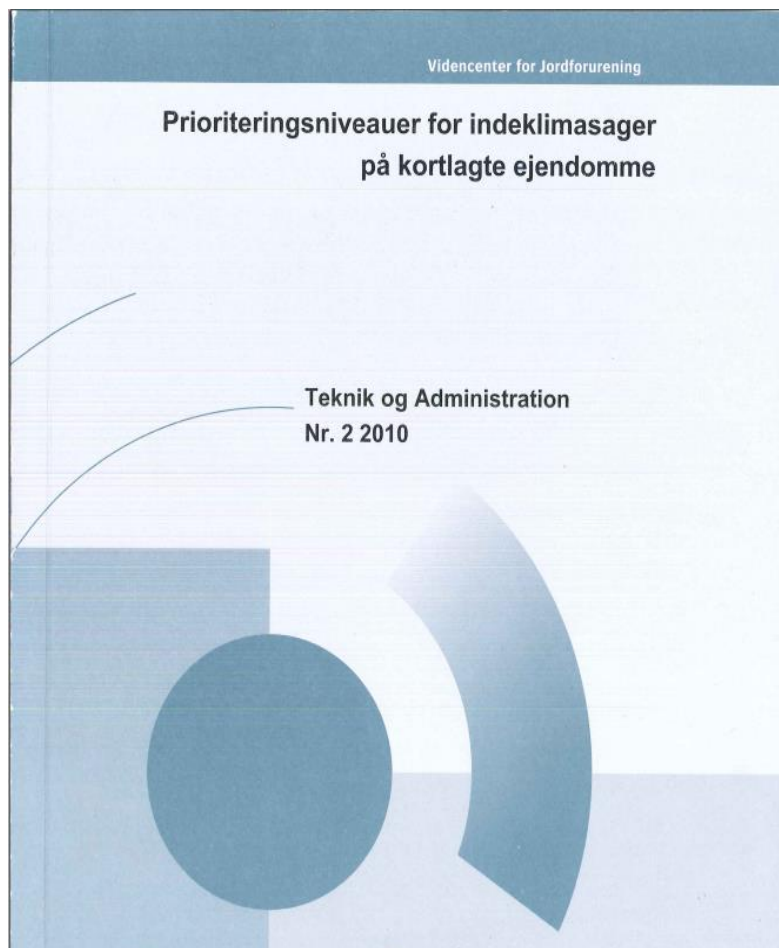 Videncenter for Jordforurening
Prioriteringsniveauer for indeklimasager
på kortlagte ejendomme
Teknik og Administration
Nr. 2 2010